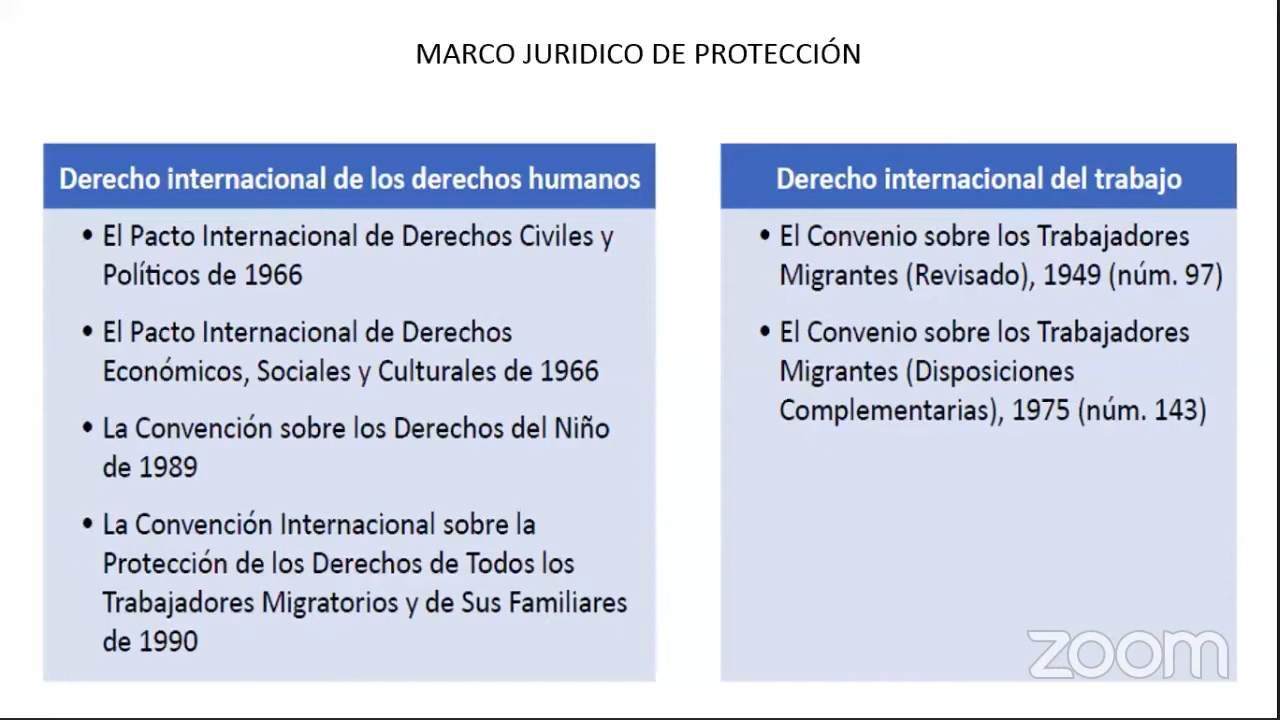 MARCO JURIDICO DE PROTECCIÓN
Derecho internacional de los derechos humanos
• El Pacto Internacional de Derechos Civiles y
Políticos de 1966
• El Pacto Internacional de Derechos
Económicos, Sociales y Culturales de 1966
• La Convención sobre los Derechos del Niño
de 1989
• La Convención Internacional sobre la
Protección de los Derechos de Todos los
Trabajadores Migratorios y de Sus Familiares
de 1990
Derecho internacional del trabajo
• El Convenio sobre los Trabajadores
Migrantes (Revisado), 1949 (núm. 97)
• El Convenio sobre los Trabajadores
Migrantes (Disposiciones
Complementarias), 1975 (núm. 143)
zoom